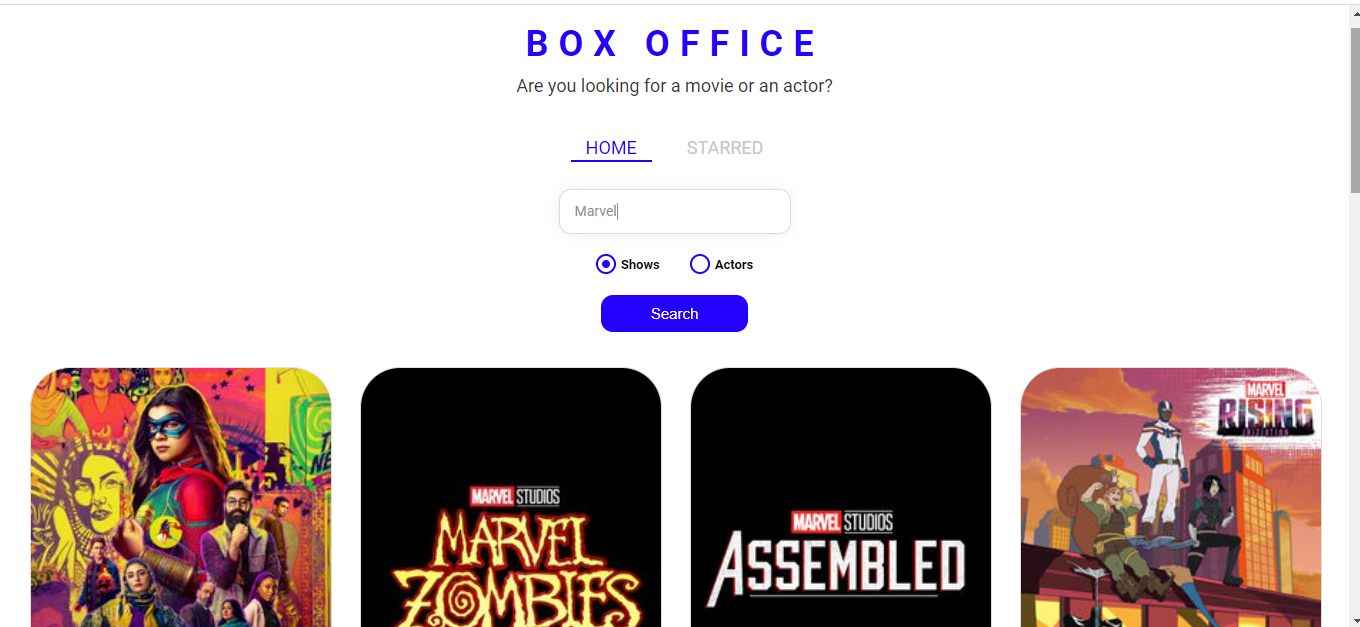 BOX OFFICE
Are you looking for a movie or an actor?
HOME STARRED
Marvel
Shows Actors
Search
MARVEL STUDIOS
MARVEL
ZOMBIES
MARVEL STUDIOS
ASSEMBLED
MARVEL
RISING
INITIATION